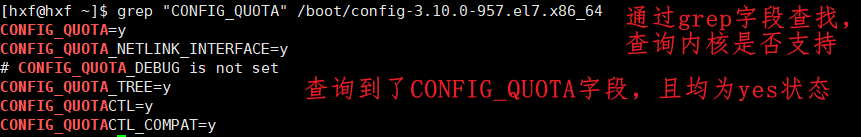 [hxf@hxf ~]$ grep "CONFIG_QUOTA" /boot/config-3.10.0-957.el7.x86_64
CONFIG_QUOTA=y
CONFIG_QUOTA_NETLINK_INTERFACE=y
# CONFIG_QUOTA_DEBUG is not set
CONFIG_QUOTA_TREE=y
CONFIG_QUOTACTL=y
CONFIG_QUOTACTL_COMPAT=y
通过grep字段查找，
查询内核是否支持
查询到了CONFIG_QUOTA字段，且均为yes状态